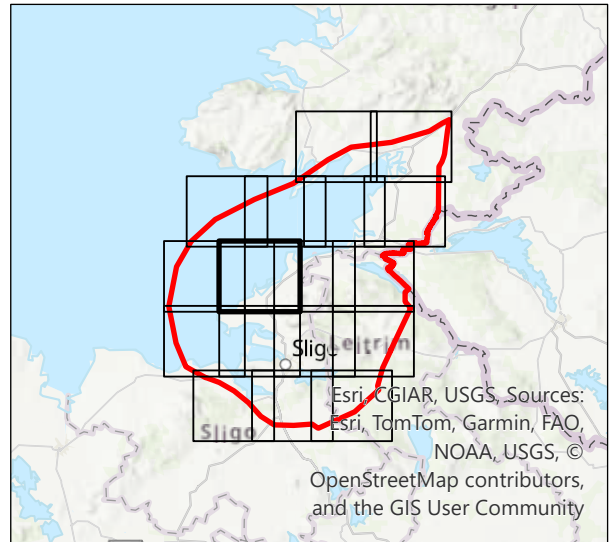 Leitrim
Sligo
Esri, CGIAR, USGS, Sources:
Esri, TomTom, Garmin, FAO,
NOAA, USGS, ©
OpenStreetMap contributors,
and the GIS User Community